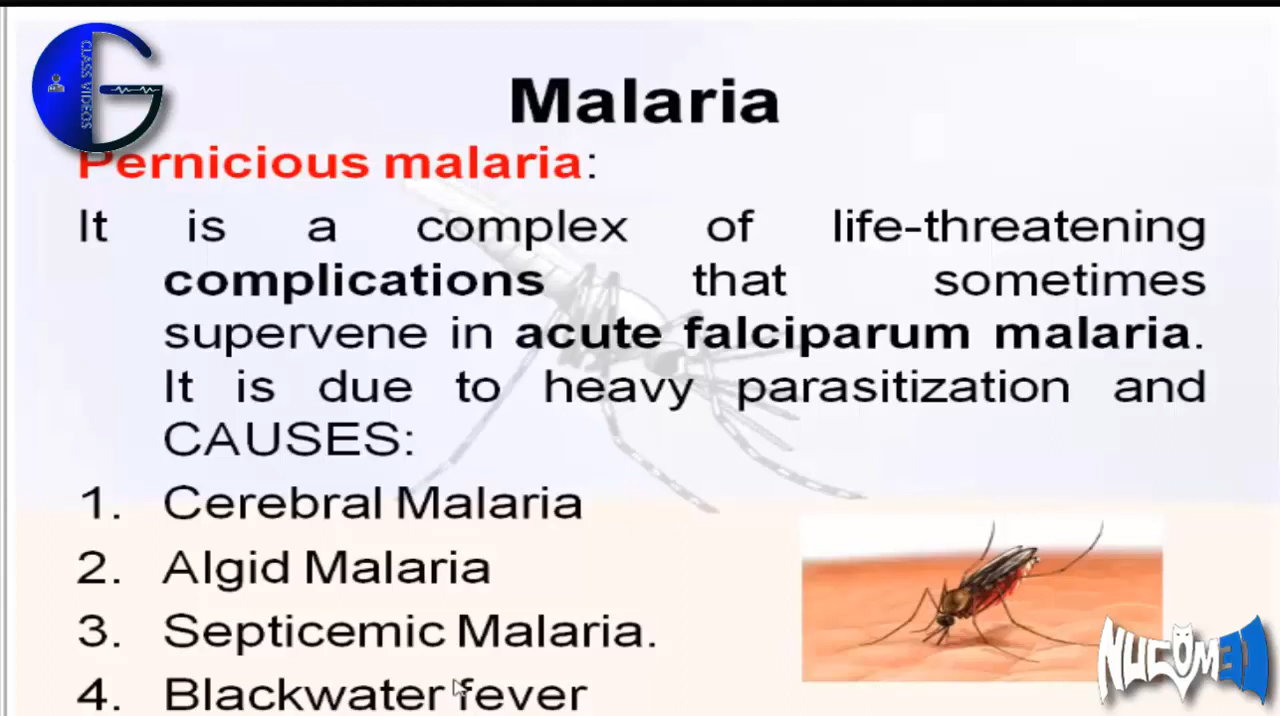 CLASS VIDEOS
G
Malaria
Pernicious malaria:
It is a complex of life-threatening
complications that sometimes
supervene in acute falciparum malaria.
It is due to heavy parasitization and
CAUSES:
1. Cerebral Malaria
2. Algid Malaria
3. Septicemic Malaria.
4. Blackwater fever
NUCOMED